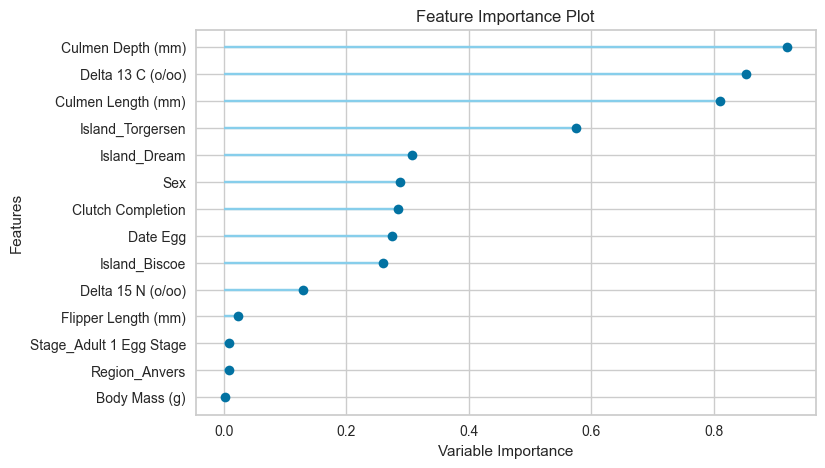 Feature Importance Plot
Features
Culmen Depth (mm)
Delta 13 C (o/oo)
Culmen Length (mm)
Island_Torgersen
Island_Dream
Sex
Clutch Completion
Date Egg
Island_Biscoe
Delta 15 N (o/oo)
Flipper Length (mm)
Stage_Adult 1 Egg Stage
Region_Anvers
Body Mass (g)
0.0 0.2 0.4 0.6 0.8
Variable Importance